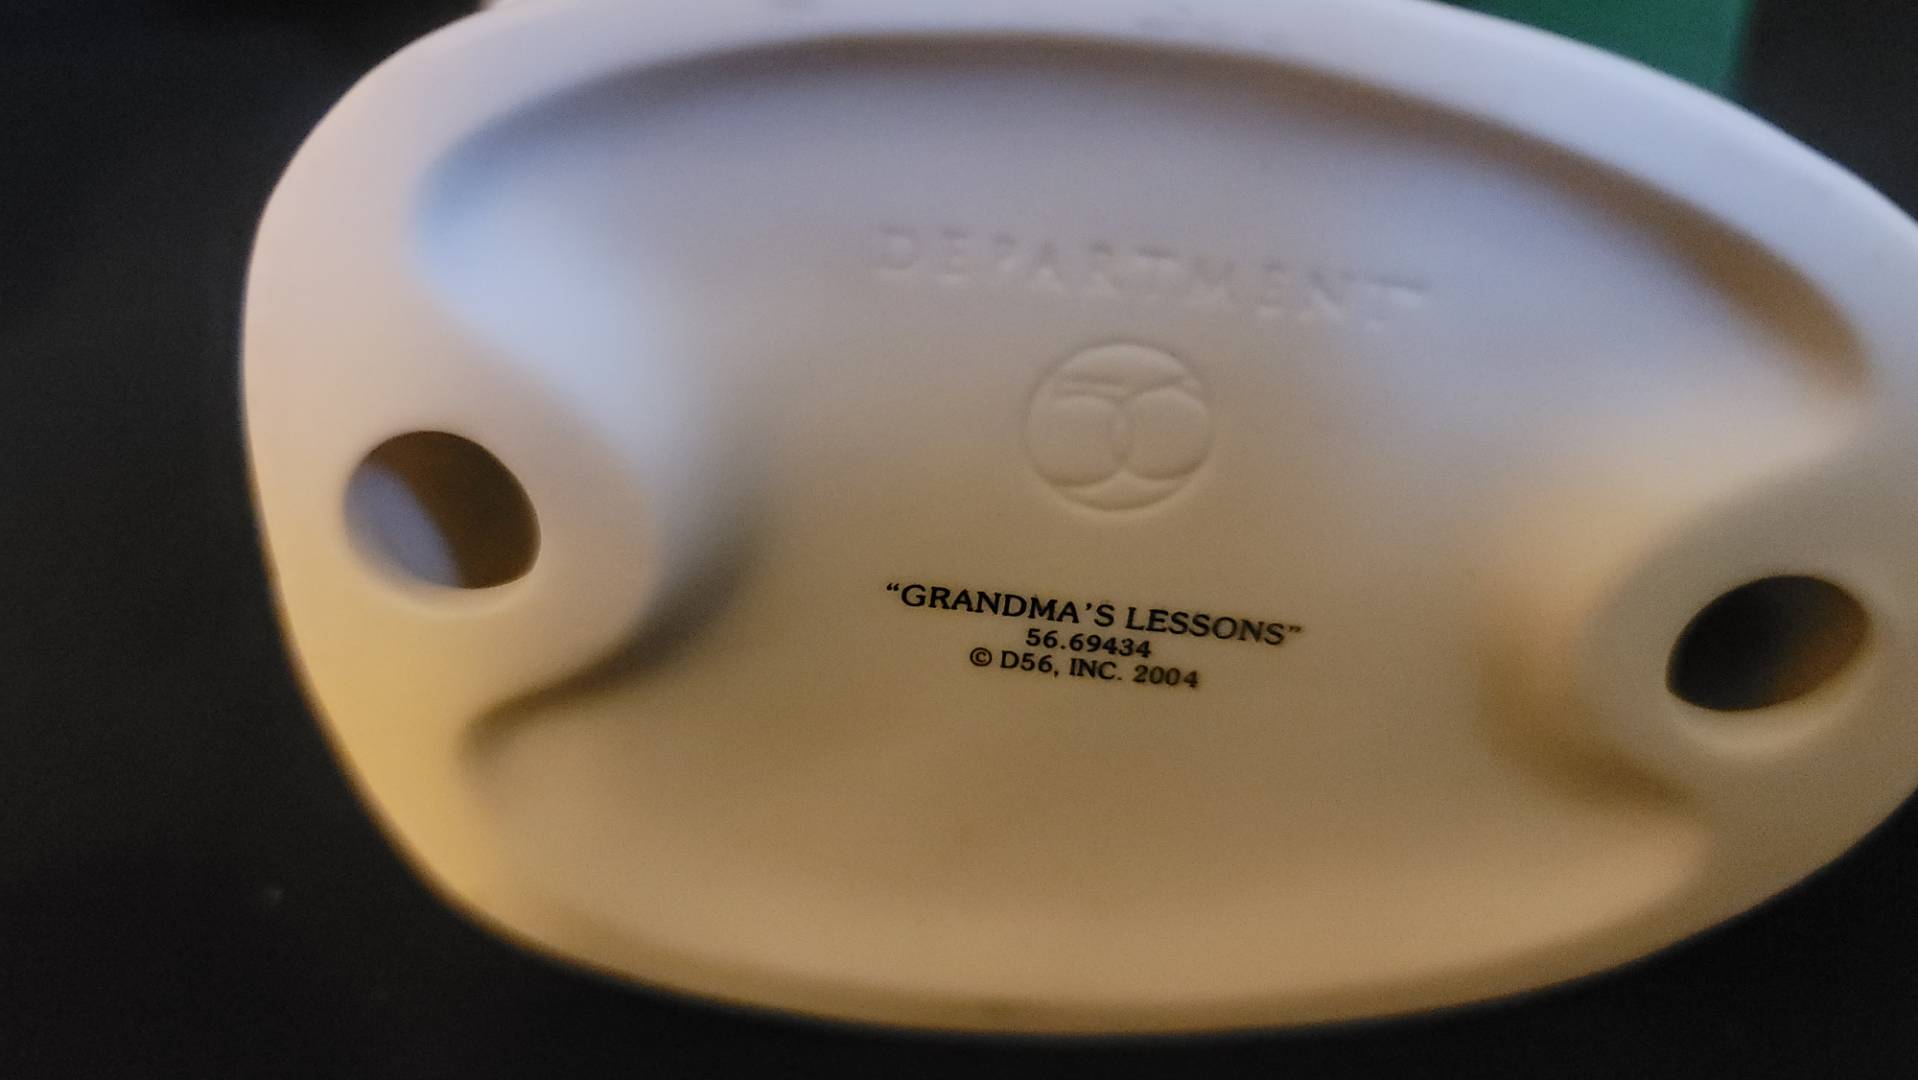 DEPARTMENT
56
“GRANDMA’S LESSONS”
56.69434
© D56, INC. 2004